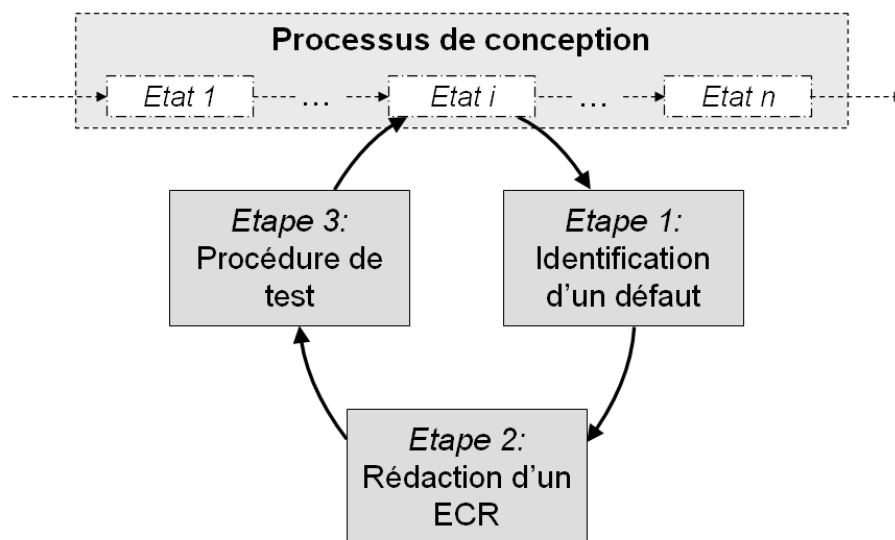 Processus de conception
Etat 1 ... Etat i ... Etat n
Etape 3:
Procédure de
test
Etape 1:
Identification
d'un défaut
Etape 2:
Rédaction d'un
ECR